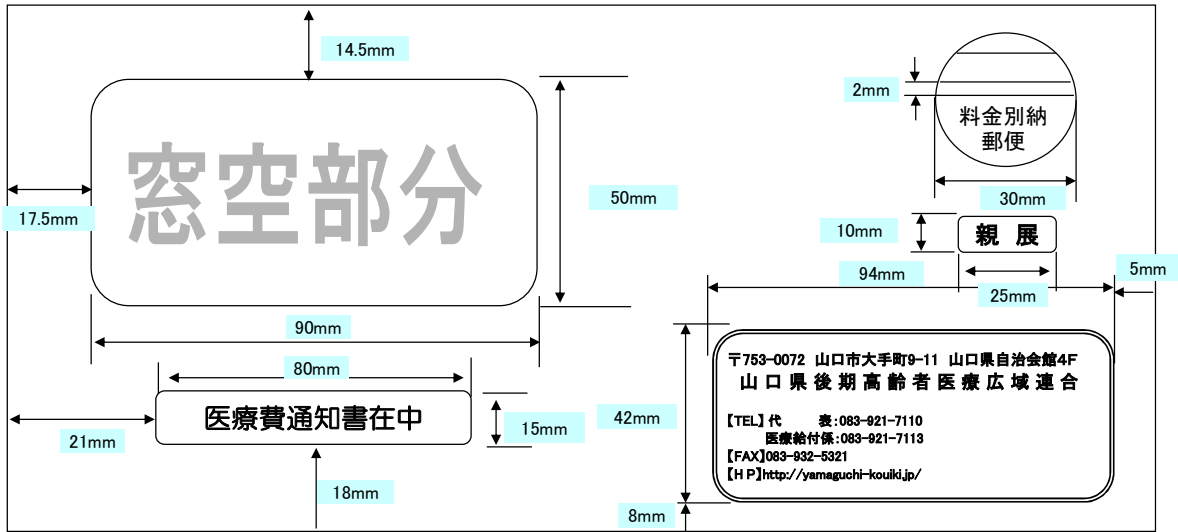 14.5mm
2mm
料金別納
郵便
窓空部分
50mm
30mm
17.5mm
10mm
親 展
94mm
5mm
25mm
90mm
80mm
〒753-0072 山口市大手町9-11 山口県自治会館4F
山口県後期高齢者医療広域連合
医療費通知書在中
15mm
42mm
21mm
【TEL】代 表：083-921-7110
医療給付係：083-921-7113
【FAX】083-932-5321
【H P】http://yamaguchi-kouiki.jp/
18mm
8mm